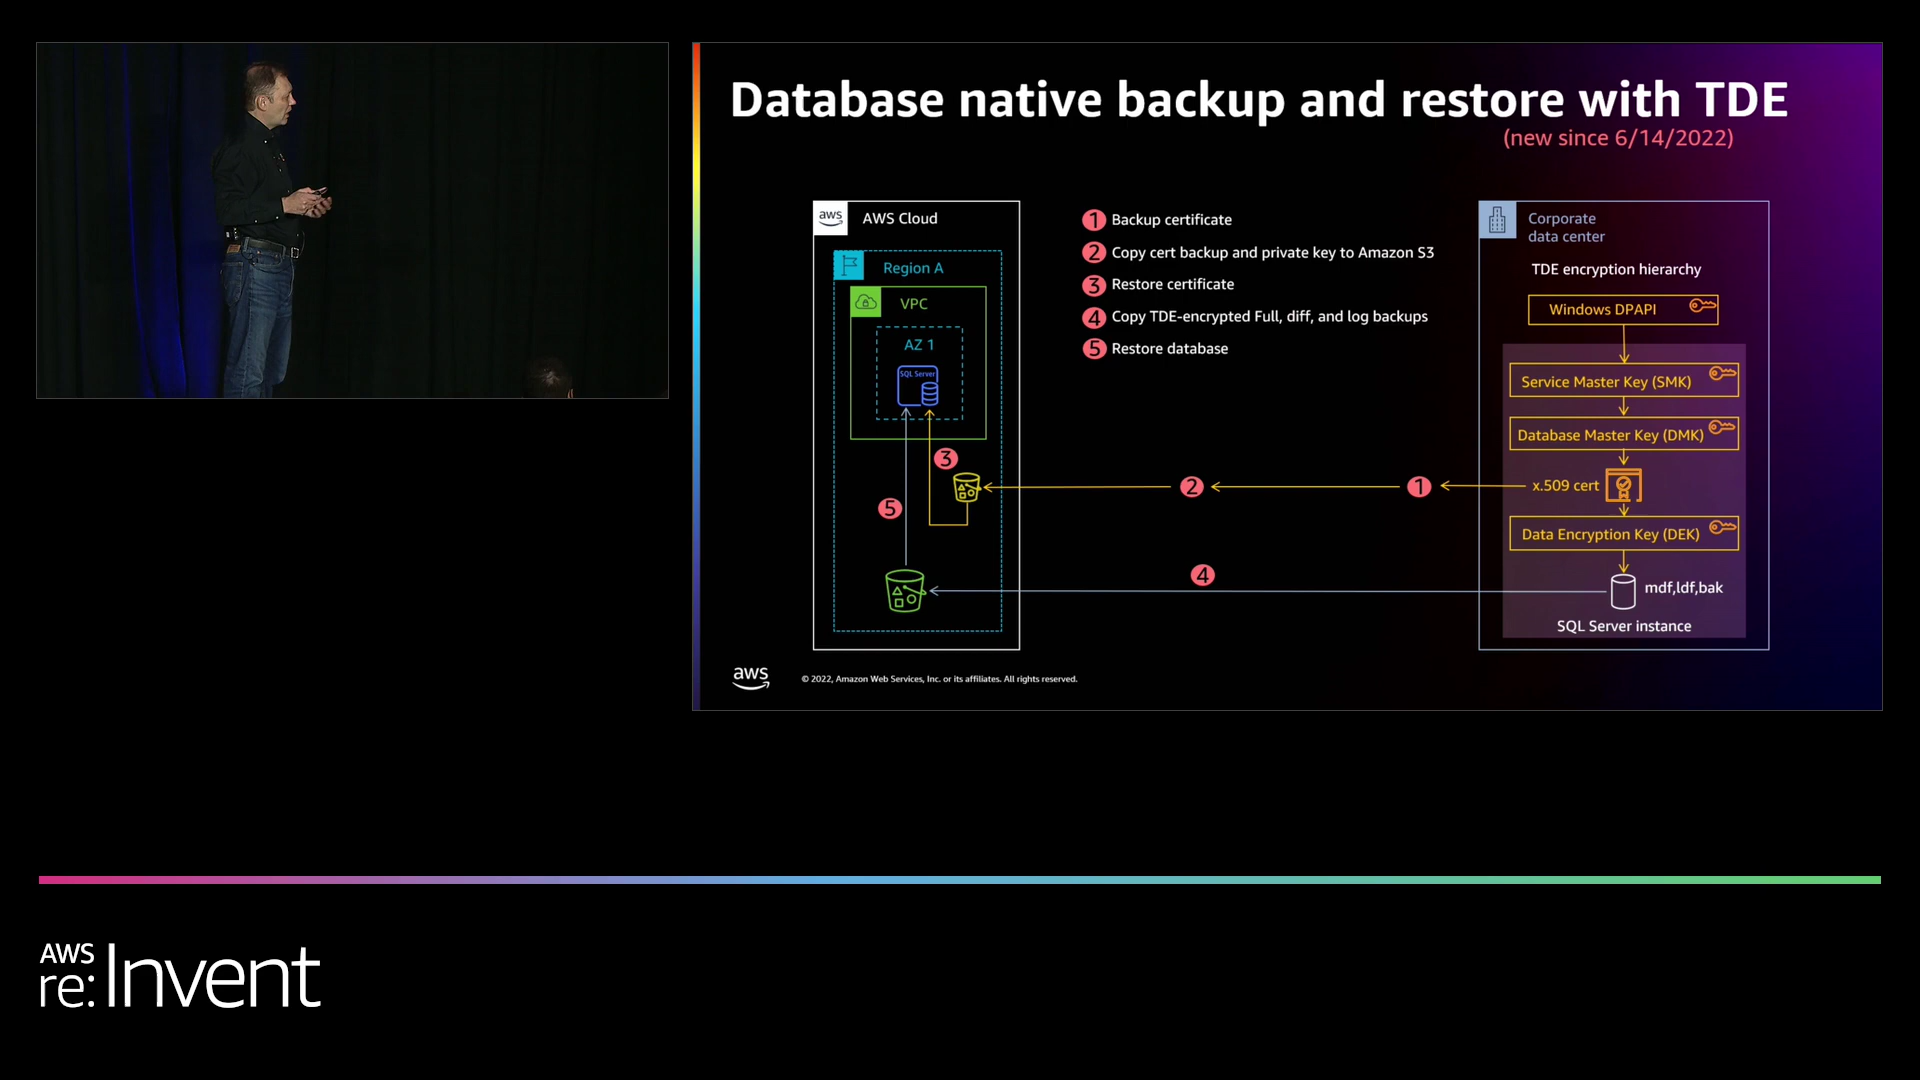 Database native backup and restore with TDE
(new since 6/14/2022)
aws
AWS Cloud
Region A
VPC
AZ 1
SQL Server
3
5
1 Backup certificate
2 Copy cert backup and private key to Amazon S3
3 Restore certificate
4 Copy TDE-encrypted Full, diff, and log backups
5 Restore database
2
1
4
Corporate
data center
TDE encryption hierarchy
Windows DPAPI
Service Master Key (SMK)
Database Master Key (DMK)
x.509 cert
Data Encryption Key (DEK)
mdf,ldf,bak
SQL Server instance
aws
© 2022, Amazon Web Services, Inc. or its affiliates. All rights reserved.
AWS
re:Invent